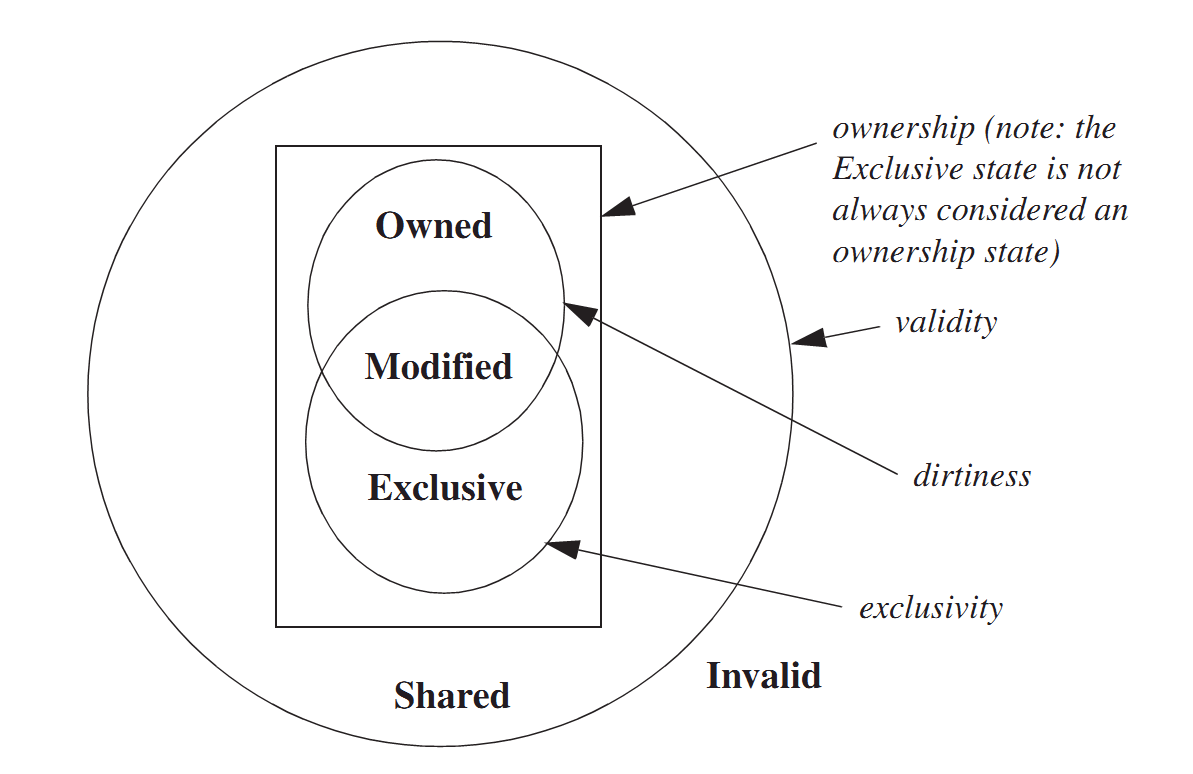 ownership (note: the
Exclusive state is not
always considered an
ownership state)
Owned
validity
Modified
dirtiness
Exclusive
exclusivity
Invalid
Shared